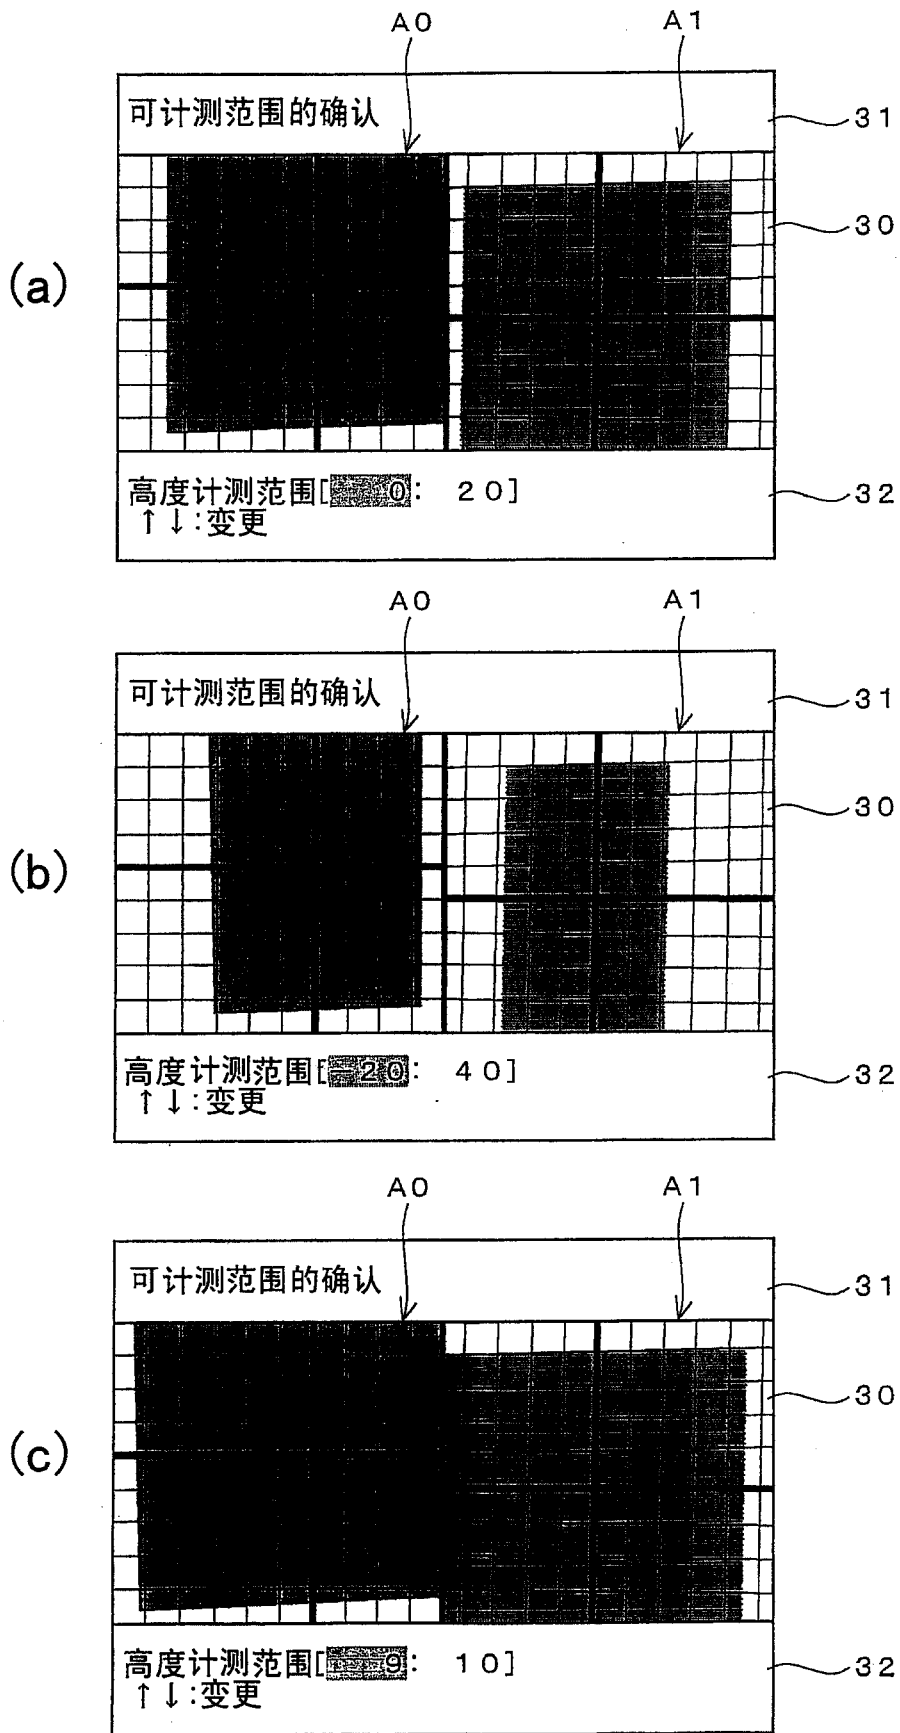 A0 A1
可计测范围的确认 31
30
(a)
高度计测范围[ 0: 20] 32
↑↓:变更
A0 A1
可计测范围的确认 31
30
(b)
高度计测范围[-20: 40] 32
↑↓:变更
A0 A1
可计测范围的确认 31
30
(c)
高度计测范围[ 9: 10] 32
↑↓:变更